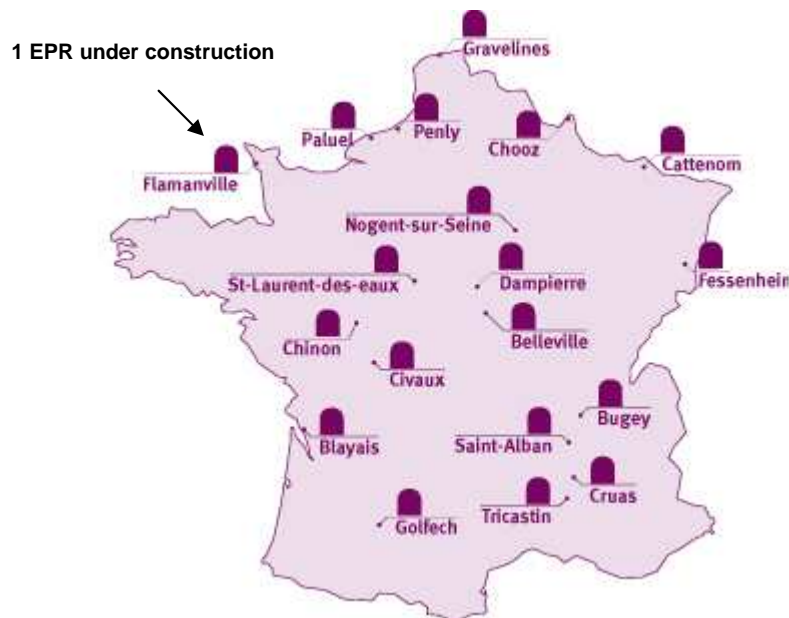 Gravelines
1 EPR under construction
Paluel
Penly
Chooz
Cattenom
Flamanville
Nogent-sur-Seine
St-Laurent-des-eaux
Dampierre
Fessenheim
Chinon
Belleville
Civaux
Bugey
Blayais
Saint-Alban
Cruas
Tricastin
Golfech